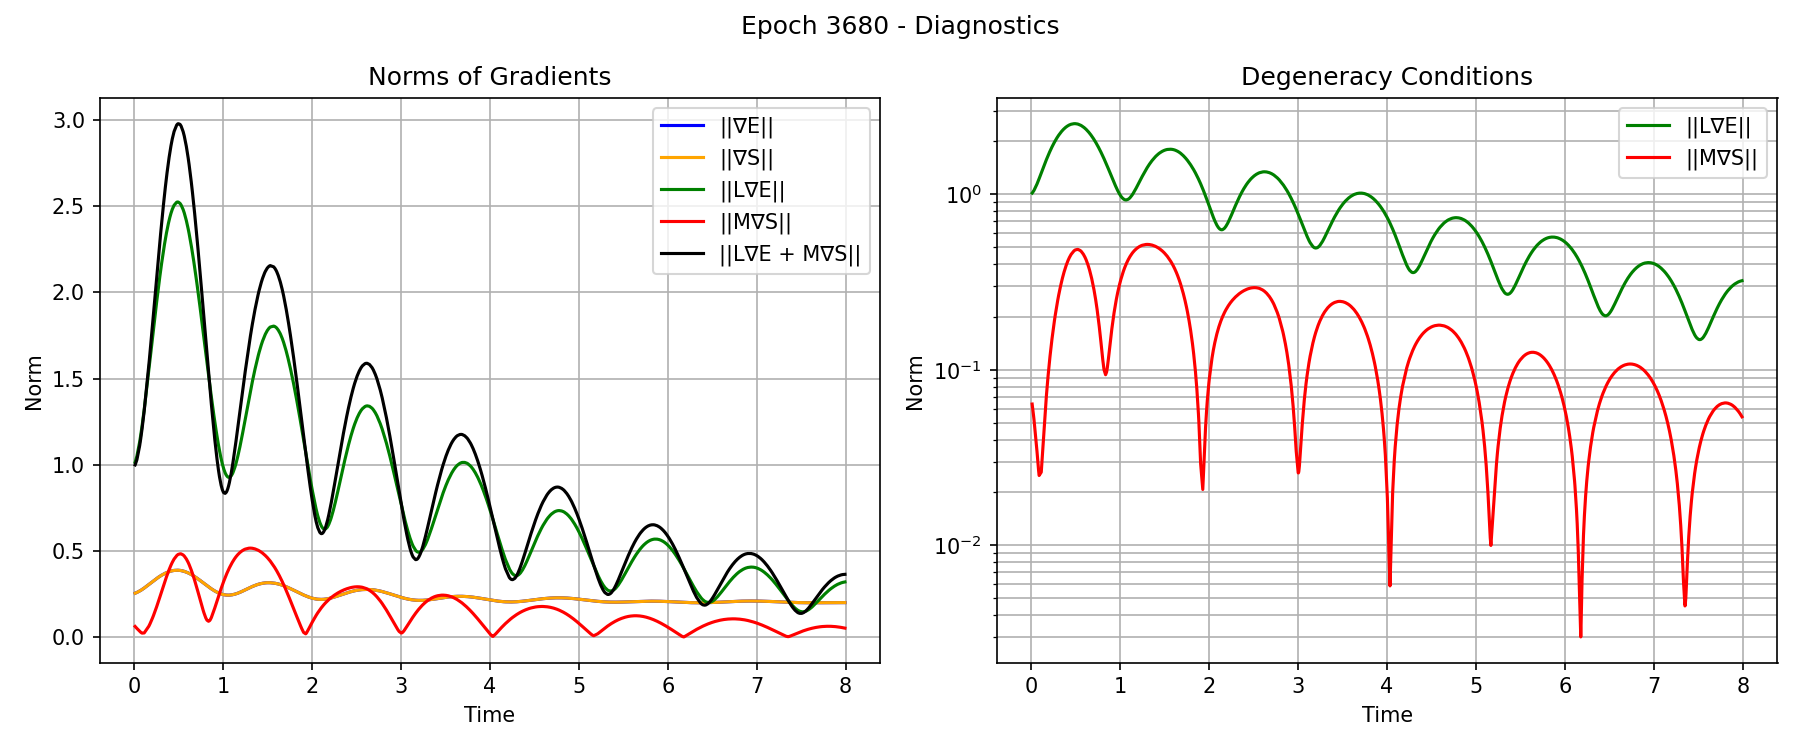 Epoch 3680 - Diagnostics
Norms of Gradients
3.0
2.5
2.0
1.5
1.0
0.5
0.0
Norm
0 1 2 3 4 5 6 7 8
Time
||∇E||
||∇S||
||L∇E||
||M∇S||
||L∇E + M∇S||
Degeneracy Conditions
10⁰
10⁻¹
10⁻²
Norm
0 1 2 3 4 5 6 7 8
Time
||L∇E||
||M∇S||